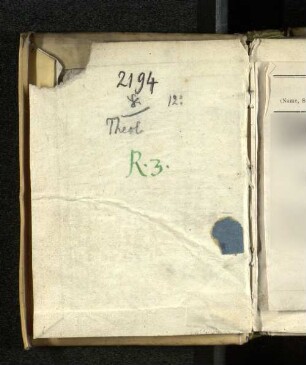 2194
12:
Theol
R.3.
(Name, S